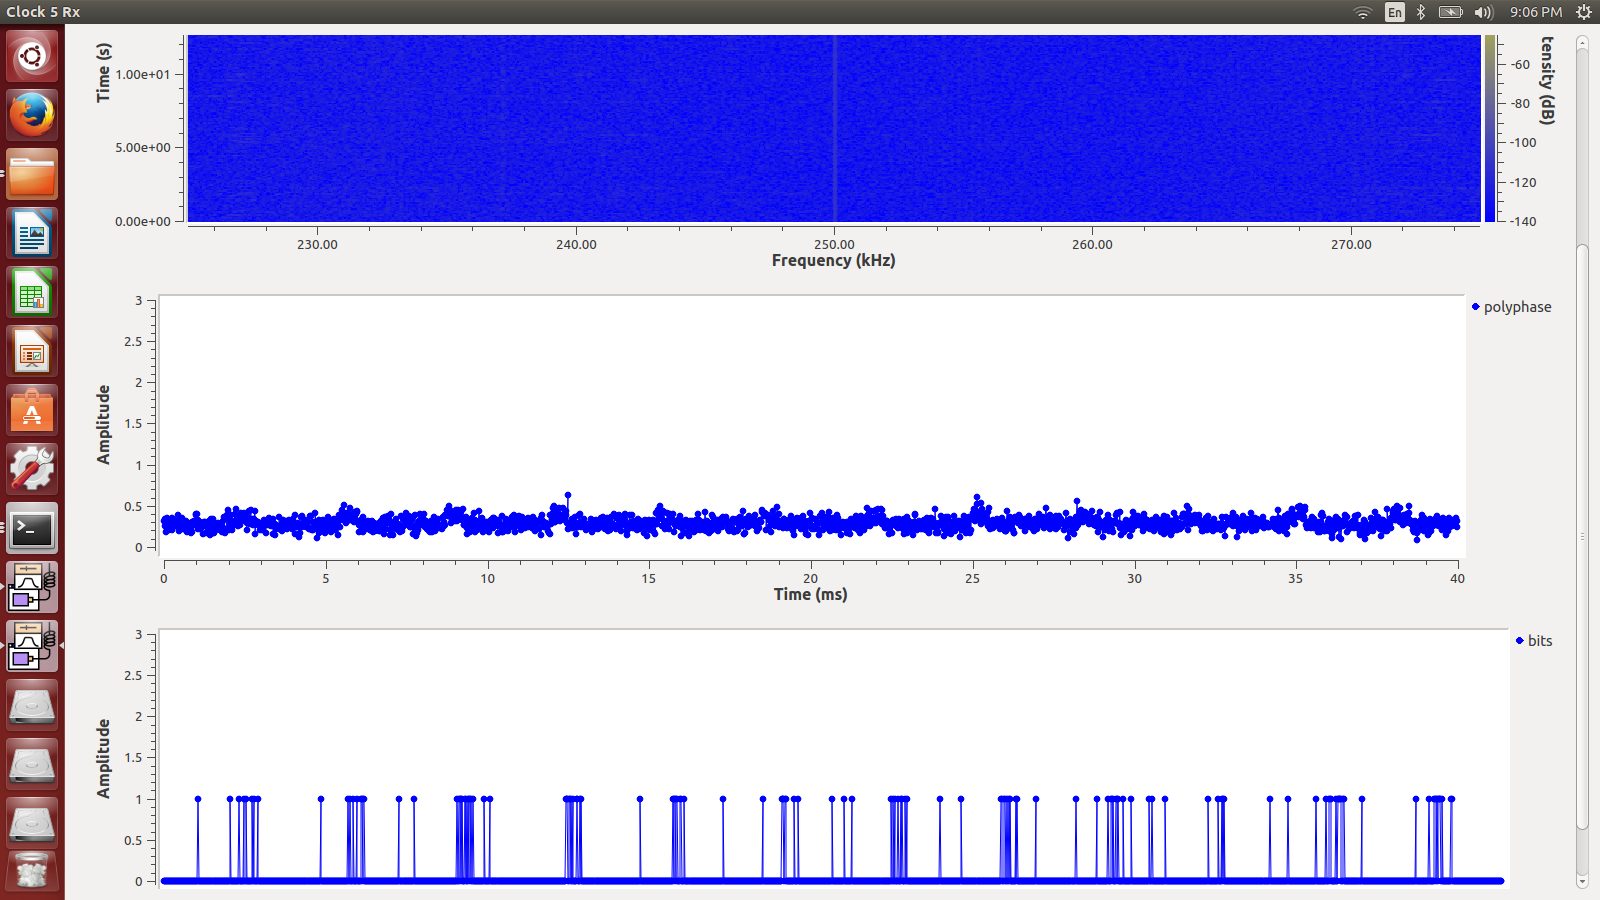 Clock 5 Rx
En
9:06 PM
Time (s)
1.00e+01
5.00e+00
0.00e+00
230.00 240.00 250.00 260.00 270.00
Frequency (kHz)
-60
-80
-100
-120
-140
tensity (dB)
Amplitude
3
2.5
2
1.5
1
0.5
0
0 5 10 15 20 25 30 35 40
Time (ms)
polyphase
Amplitude
3
2.5
2
1.5
1
0.5
0
bits